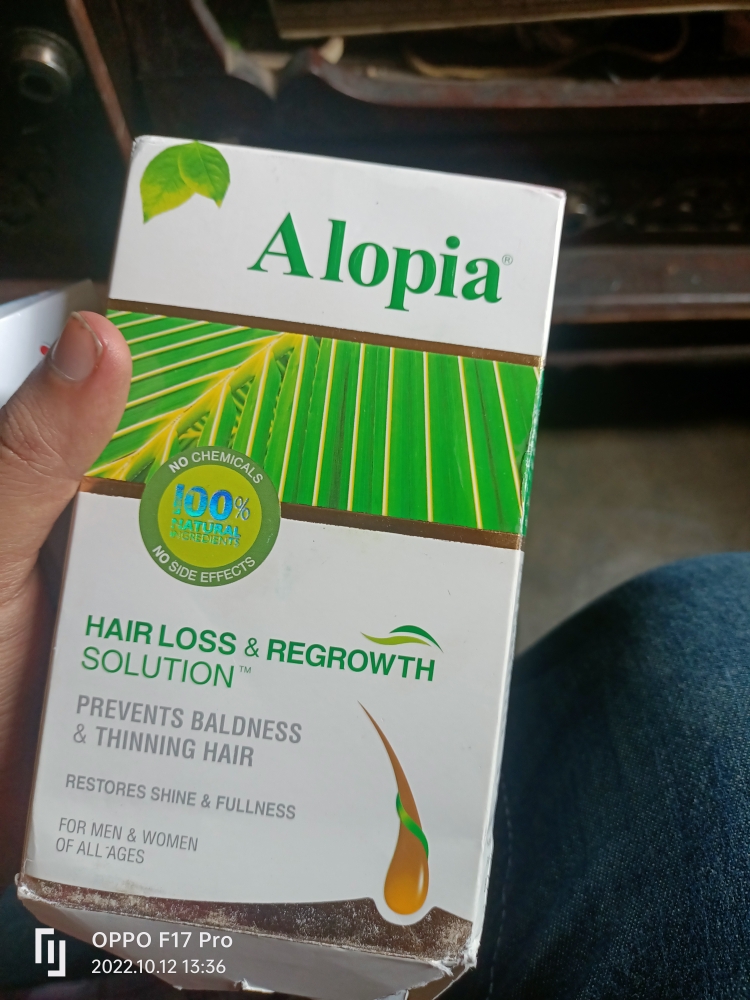 Alopia®
NO CHEMICALS
100%
NATURAL
INGREDIENTS
NO SIDE EFFECTS
HAIR LOSS & REGROWTH
SOLUTION™
PREVENTS BALDNESS
& THINNING HAIR
RESTORES SHINE & FULLNESS
FOR MEN & WOMEN
OF ALL AGES
OPPO F17 Pro
2022.10.12 13:36